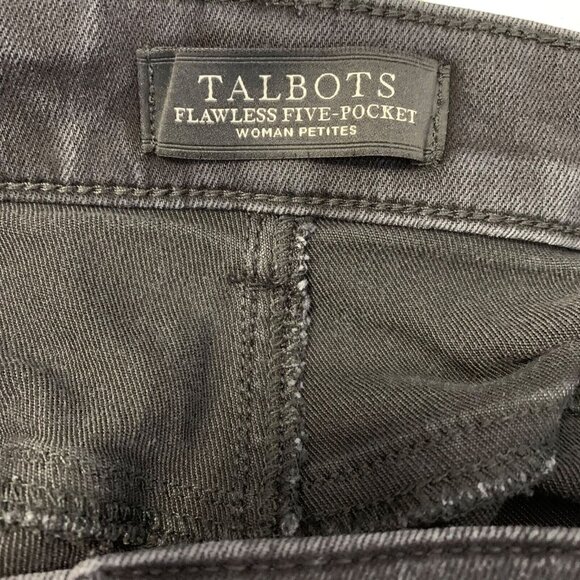 TALBOTS
FLAWLESS FIVE-POCKET
WOMAN PETITES